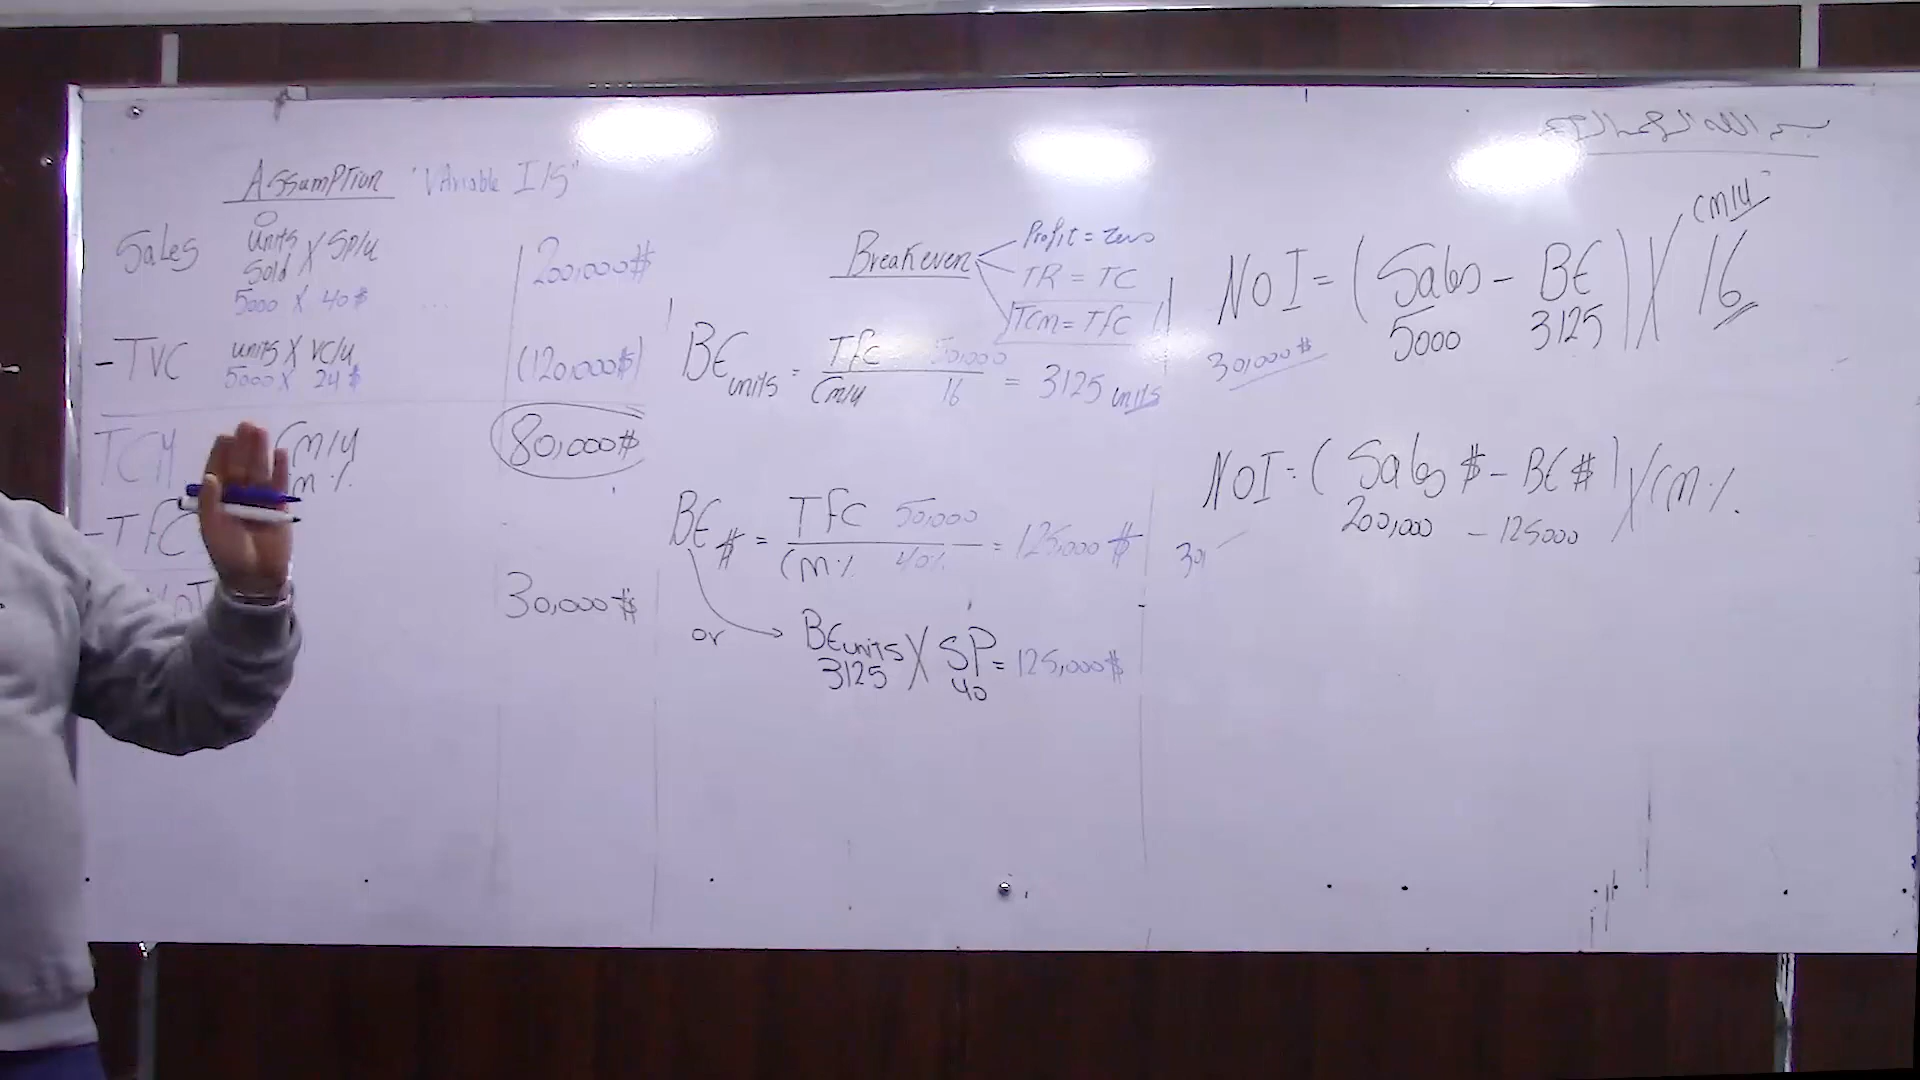 بسم الله الرحمن الرحيم
Assumption "Variable I/S"
Sales units sold X SP/u 200,000$
5000 X 40$
-TVC units X VC/u (120,000$)
5000 X 24$
TCM Cm/u 80,000$
m%
-TFC
30,000$
Breakeven
Profit = Zero
TR = TC
TCM = TFC
BE units = TFC / Cm/u 50,000 / 16 = 3125 units
BE $ = TFC / Cm% 50,000 / 40% = 125,000$
or BE units X SP = 125,000$
3125 40
Cm/u
NOI = (Sales - BE) X 16
30,000$ 5000 3125
NOI = (Sales $ - BE $) X Cm%
30, 200,000 - 125000